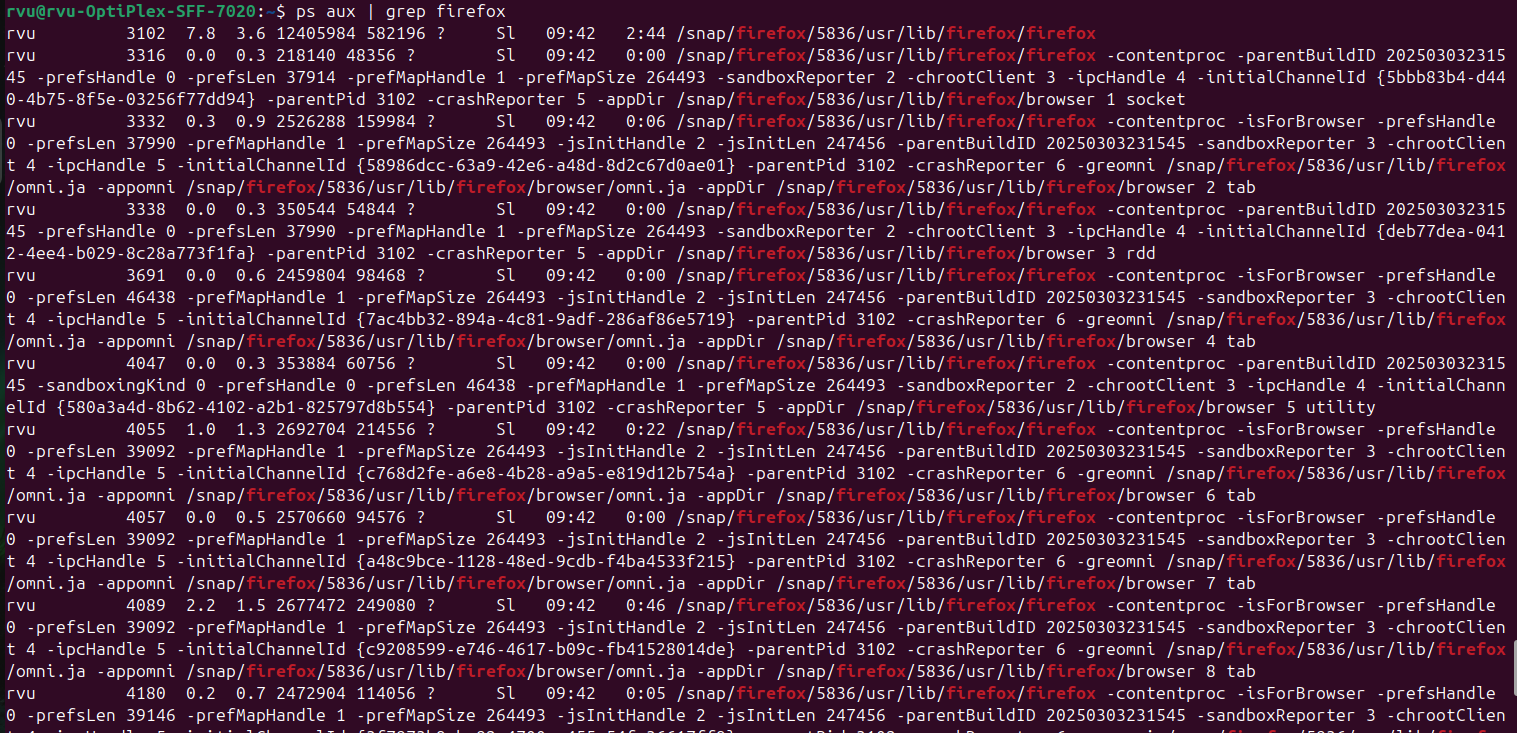 rvu@rvu-OptiPlex-SFF-7020:~$ ps aux | grep firefox
rvu 3102 7.8 3.6 12405984 582196 ? Sl 09:42 2:44 /snap/firefox/5836/usr/lib/firefox/firefox
rvu 3316 0.0 0.3 218140 48356 ? Sl 09:42 0:00 /snap/firefox/5836/usr/lib/firefox/firefox -contentproc -parentBuildID 202503032315
45 -prefsHandle 0 -prefsLen 37914 -prefMapHandle 1 -prefMapSize 264493 -sandboxReporter 2 -chrootClient 3 -ipcHandle 4 -initialChannelId {5bbb83b4-d44
0-4b75-8f5e-03256f77dd94} -parentPid 3102 -crashReporter 5 -appDir /snap/firefox/5836/usr/lib/firefox/browser 1 socket
rvu 3332 0.3 0.9 2526288 159984 ? Sl 09:42 0:06 /snap/firefox/5836/usr/lib/firefox/firefox -contentproc -isForBrowser -prefsHandle
0 -prefsLen 37990 -prefMapHandle 1 -prefMapSize 264493 -jsInitHandle 2 -jsInitLen 247456 -parentBuildID 20250303231545 -sandboxReporter 3 -chrootClien
t 4 -ipcHandle 5 -initialChannelId {58986dcc-63a9-42e6-a48d-8d2c67d0ae01} -parentPid 3102 -crashReporter 6 -greomni /snap/firefox/5836/usr/lib/firefox
/omni.ja -appomni /snap/firefox/5836/usr/lib/firefox/browser/omni.ja -appDir /snap/firefox/5836/usr/lib/firefox/browser 2 tab
rvu 3338 0.0 0.3 350544 54844 ? Sl 09:42 0:00 /snap/firefox/5836/usr/lib/firefox/firefox -contentproc -parentBuildID 202503032315
45 -prefsHandle 0 -prefsLen 37990 -prefMapHandle 1 -prefMapSize 264493 -sandboxReporter 2 -chrootClient 3 -ipcHandle 4 -initialChannelId {deb77dea-041
2-4ee4-b029-8c28a773f1fa} -parentPid 3102 -crashReporter 5 -appDir /snap/firefox/5836/usr/lib/firefox/browser 3 rdd
rvu 3691 0.0 0.6 2459804 98468 ? Sl 09:42 0:00 /snap/firefox/5836/usr/lib/firefox/firefox -contentproc -isForBrowser -prefsHandle
0 -prefsLen 46438 -prefMapHandle 1 -prefMapSize 264493 -jsInitHandle 2 -jsInitLen 247456 -parentBuildID 20250303231545 -sandboxReporter 3 -chrootClien
t 4 -ipcHandle 5 -initialChannelId {7ac4bb32-894a-4c81-9adf-286af86e5719} -parentPid 3102 -crashReporter 6 -greomni /snap/firefox/5836/usr/lib/firefox
/omni.ja -appomni /snap/firefox/5836/usr/lib/firefox/browser/omni.ja -appDir /snap/firefox/5836/usr/lib/firefox/browser 4 tab
rvu 4047 0.0 0.3 353884 60756 ? Sl 09:42 0:00 /snap/firefox/5836/usr/lib/firefox/firefox -contentproc -parentBuildID 202503032315
45 -sandboxingKind 0 -prefsHandle 0 -prefsLen 46438 -prefMapHandle 1 -prefMapSize 264493 -sandboxReporter 2 -chrootClient 3 -ipcHandle 4 -initialChann
elId {580a3a4d-8b62-4102-a2b1-825797d8b554} -parentPid 3102 -crashReporter 5 -appDir /snap/firefox/5836/usr/lib/firefox/browser 5 utility
rvu 4055 1.0 1.3 2692704 214556 ? Sl 09:42 0:22 /snap/firefox/5836/usr/lib/firefox/firefox -contentproc -isForBrowser -prefsHandle
0 -prefsLen 39092 -prefMapHandle 1 -prefMapSize 264493 -jsInitHandle 2 -jsInitLen 247456 -parentBuildID 20250303231545 -sandboxReporter 3 -chrootClien
t 4 -ipcHandle 5 -initialChannelId {c768d2fe-a6e8-4b28-a9a5-e819d12b754a} -parentPid 3102 -crashReporter 6 -greomni /snap/firefox/5836/usr/lib/firefox
/omni.ja -appomni /snap/firefox/5836/usr/lib/firefox/browser/omni.ja -appDir /snap/firefox/5836/usr/lib/firefox/browser 6 tab
rvu 4057 0.0 0.5 2570660 94576 ? Sl 09:42 0:00 /snap/firefox/5836/usr/lib/firefox/firefox -contentproc -isForBrowser -prefsHandle
0 -prefsLen 39092 -prefMapHandle 1 -prefMapSize 264493 -jsInitHandle 2 -jsInitLen 247456 -parentBuildID 20250303231545 -sandboxReporter 3 -chrootClien
t 4 -ipcHandle 5 -initialChannelId {a48c9bce-1128-48ed-9cdb-f4ba4533f215} -parentPid 3102 -crashReporter 6 -greomni /snap/firefox/5836/usr/lib/firefox
/omni.ja -appomni /snap/firefox/5836/usr/lib/firefox/browser/omni.ja -appDir /snap/firefox/5836/usr/lib/firefox/browser 7 tab
rvu 4089 2.2 1.5 2677472 249080 ? Sl 09:42 0:46 /snap/firefox/5836/usr/lib/firefox/firefox -contentproc -isForBrowser -prefsHandle
0 -prefsLen 39092 -prefMapHandle 1 -prefMapSize 264493 -jsInitHandle 2 -jsInitLen 247456 -parentBuildID 20250303231545 -sandboxReporter 3 -chrootClien
t 4 -ipcHandle 5 -initialChannelId {c9208599-e746-4617-b09c-fb41528014de} -parentPid 3102 -crashReporter 6 -greomni /snap/firefox/5836/usr/lib/firefox
/omni.ja -appomni /snap/firefox/5836/usr/lib/firefox/browser/omni.ja -appDir /snap/firefox/5836/usr/lib/firefox/browser 8 tab
rvu 4180 0.2 0.7 2472904 114056 ? Sl 09:42 0:05 /snap/firefox/5836/usr/lib/firefox/firefox -contentproc -isForBrowser -prefsHandle
0 -prefsLen 39146 -prefMapHandle 1 -prefMapSize 264493 -jsInitHandle 2 -jsInitLen 247456 -parentBuildID 20250303231545 -sandboxReporter 3 -chrootClien